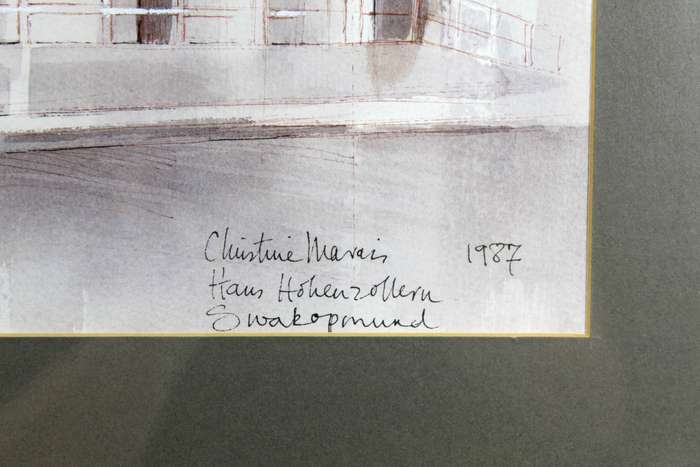 Christine Marais 1987
Haus Hohenzollern
Swakopmund